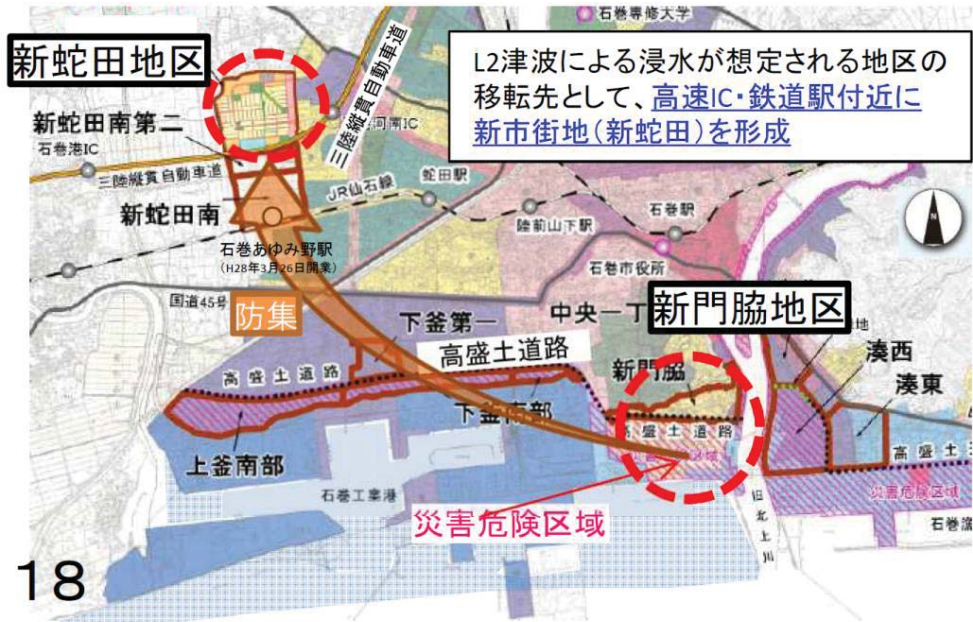 石巻専修大学
新蛇田地区
L2津波による浸水が想定される地区の
移転先として、高速IC・鉄道駅付近に
新市街地(新蛇田)を形成
三陸縦貫自動車道
河南IC
新蛇田南第二
石巻港IC
三陸縦貫自動車道
JR仙石線
蛇田駅
新蛇田南
陸前山下駅
石巻駅
石巻あゆみ野駅
(H28年3月26日開業)
石巻市役所
国道45号
防集
下釜第一
中央一丁
新門脇地区
高盛土道路
高盛土道路
新門脇
湊西
湊東
下釜南部
高盛土道路
高盛土
上釜南部
災害危険区域
石巻工業港
災害危険区域
旧北上川
石巻漁
18